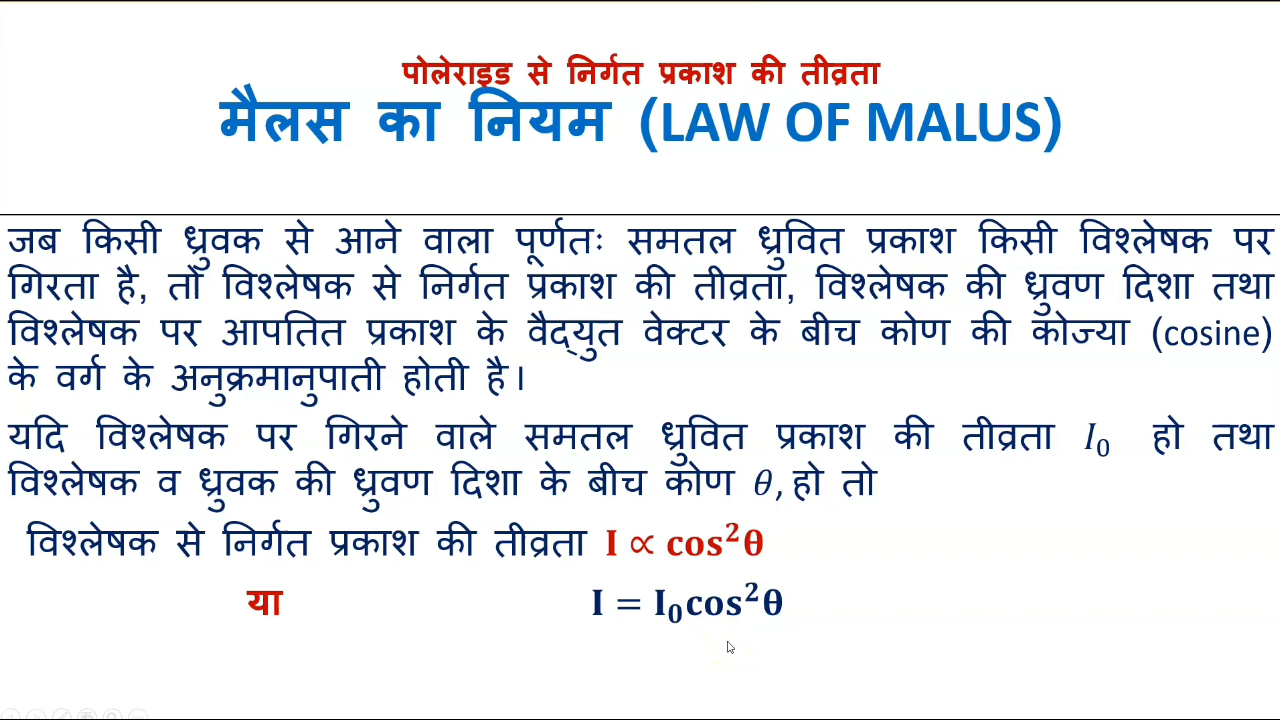 पोलेराइड से निर्गत प्रकाश की तीव्रता
मैलस का नियम (LAW OF MALUS)
जब किसी ध्रुवक से आने वाला पूर्णतः समतल ध्रुवित प्रकाश किसी विश्लेषक पर
गिरता है, तो विश्लेषक से निर्गत प्रकाश की तीव्रता, विश्लेषक की ध्रुवण दिशा तथा
विश्लेषक पर आपतित प्रकाश के वैद्युत वेक्टर के बीच कोण की कोज्या (cosine)
के वर्ग के अनुक्रमानुपाती होती है।
यदि विश्लेषक पर गिरने वाले समतल ध्रुवित प्रकाश की तीव्रता I₀ हो तथा
विश्लेषक व ध्रुवक की ध्रुवण दिशा के बीच कोण θ, हो तो
विश्लेषक से निर्गत प्रकाश की तीव्रता I ∝ cos²θ
या I = I₀cos²θ